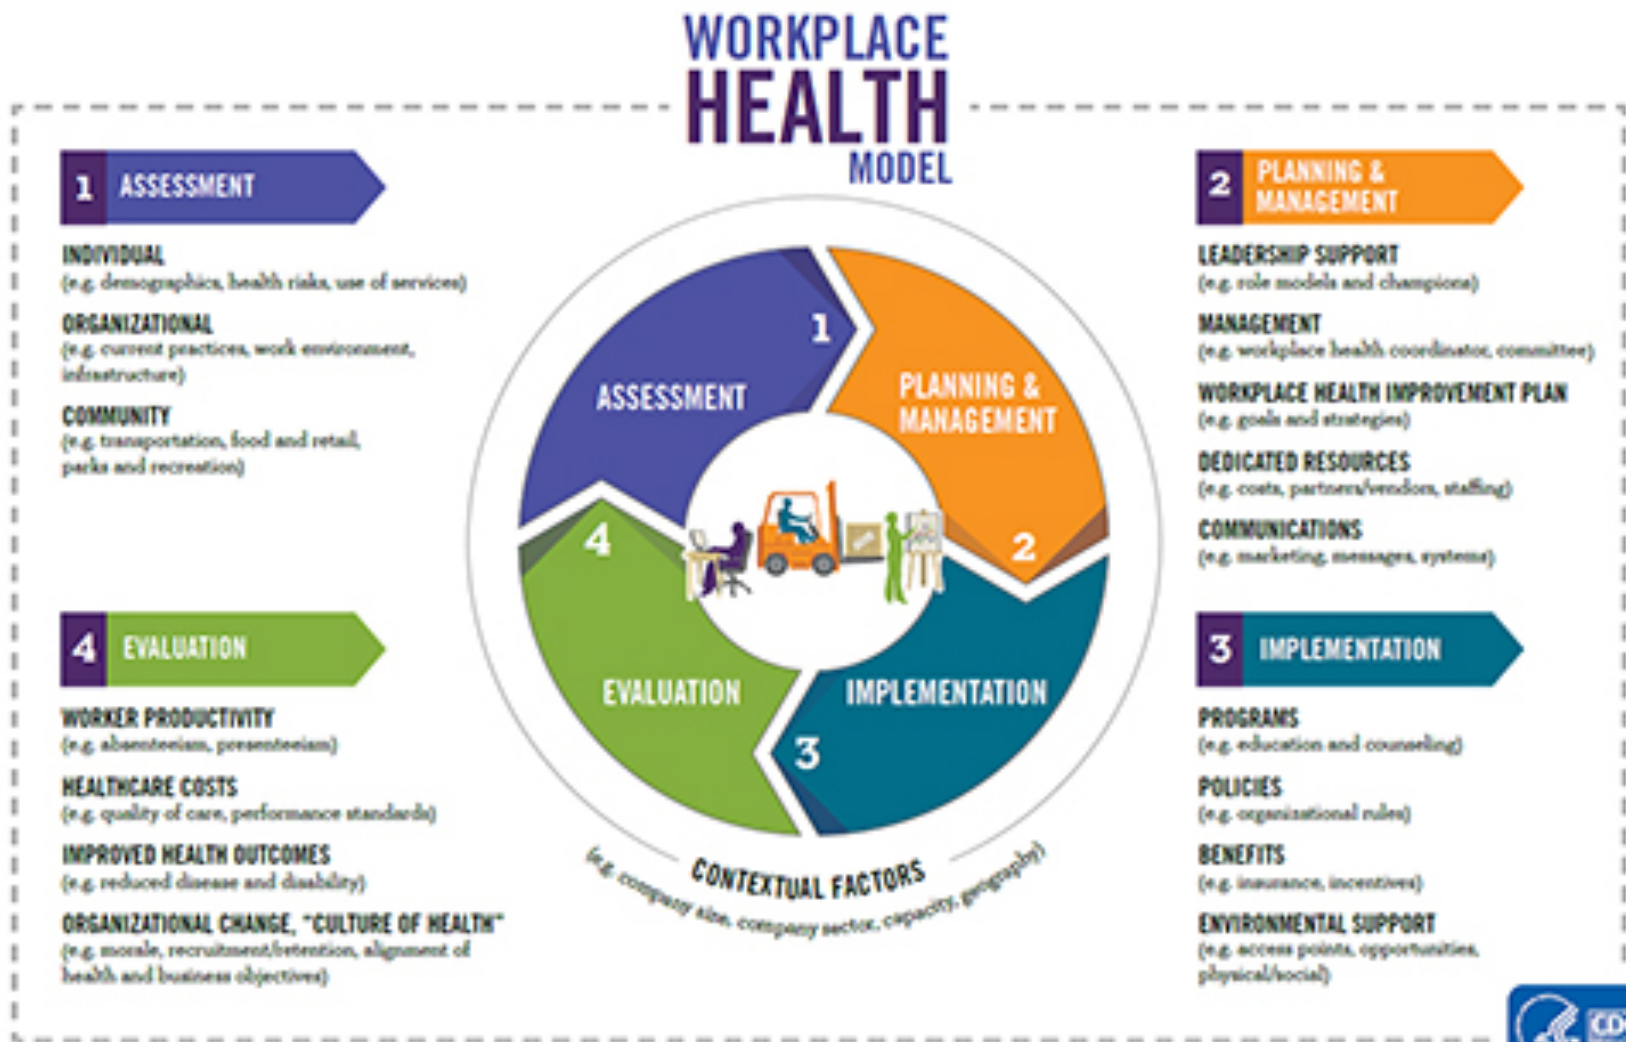 WORKPLACE
HEALTH
MODEL
1 ASSESSMENT
INDIVIDUAL
(e.g. demographics, health risks, use of services)
ORGANIZATIONAL
(e.g. current practices, work environment,
infrastructure)
COMMUNITY
(e.g. transportation, food and retail,
parks and recreation)
2 PLANNING &
MANAGEMENT
LEADERSHIP SUPPORT
(e.g. role models and champions)
MANAGEMENT
(e.g. workplace health coordinator, committee)
WORKPLACE HEALTH IMPROVEMENT PLAN
(e.g. goals and strategies)
DEDICATED RESOURCES
(e.g. costs, partners/vendors, staffing)
COMMUNICATIONS
(e.g. marketing, messages, systems)
3 IMPLEMENTATION
PROGRAMS
(e.g. education and counseling)
POLICIES
(e.g. organizational rules)
BENEFITS
(e.g. insurance, incentives)
ENVIRONMENTAL SUPPORT
(e.g. access points, opportunities,
physical/social)
4 EVALUATION
WORKER PRODUCTIVITY
(e.g. absenteeism, presenteeism)
HEALTHCARE COSTS
(e.g. quality of care, performance standards)
IMPROVED HEALTH OUTCOMES
(e.g. reduced disease and disability)
ORGANIZATIONAL CHANGE, "CULTURE OF HEALTH"
(e.g. morale, recruitment/retention, alignment of
health and business objectives)
1
ASSESSMENT
PLANNING &
MANAGEMENT
2
IMPLEMENTATION
3
EVALUATION
4
CONTEXTUAL FACTORS
(e.g. company size, company sector, capacity, geography)
CD